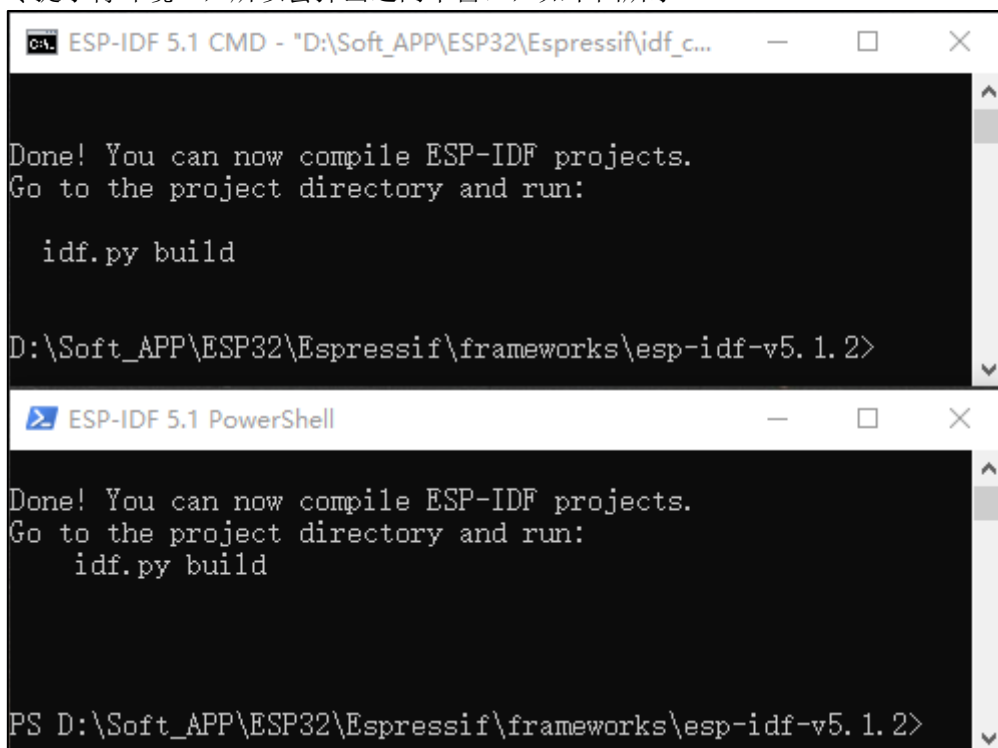 ESP-IDF 5.1 CMD - "D:\Soft_APP\ESP32\Espressif\idf_c...
Done! You can now compile ESP-IDF projects.
Go to the project directory and run:
idf.py build
D:\Soft_APP\ESP32\Espressif\frameworks\esp-idf-v5.1.2>
ESP-IDF 5.1 PowerShell
Done! You can now compile ESP-IDF projects.
Go to the project directory and run:
idf.py build
PS D:\Soft_APP\ESP32\Espressif\frameworks\esp-idf-v5.1.2>